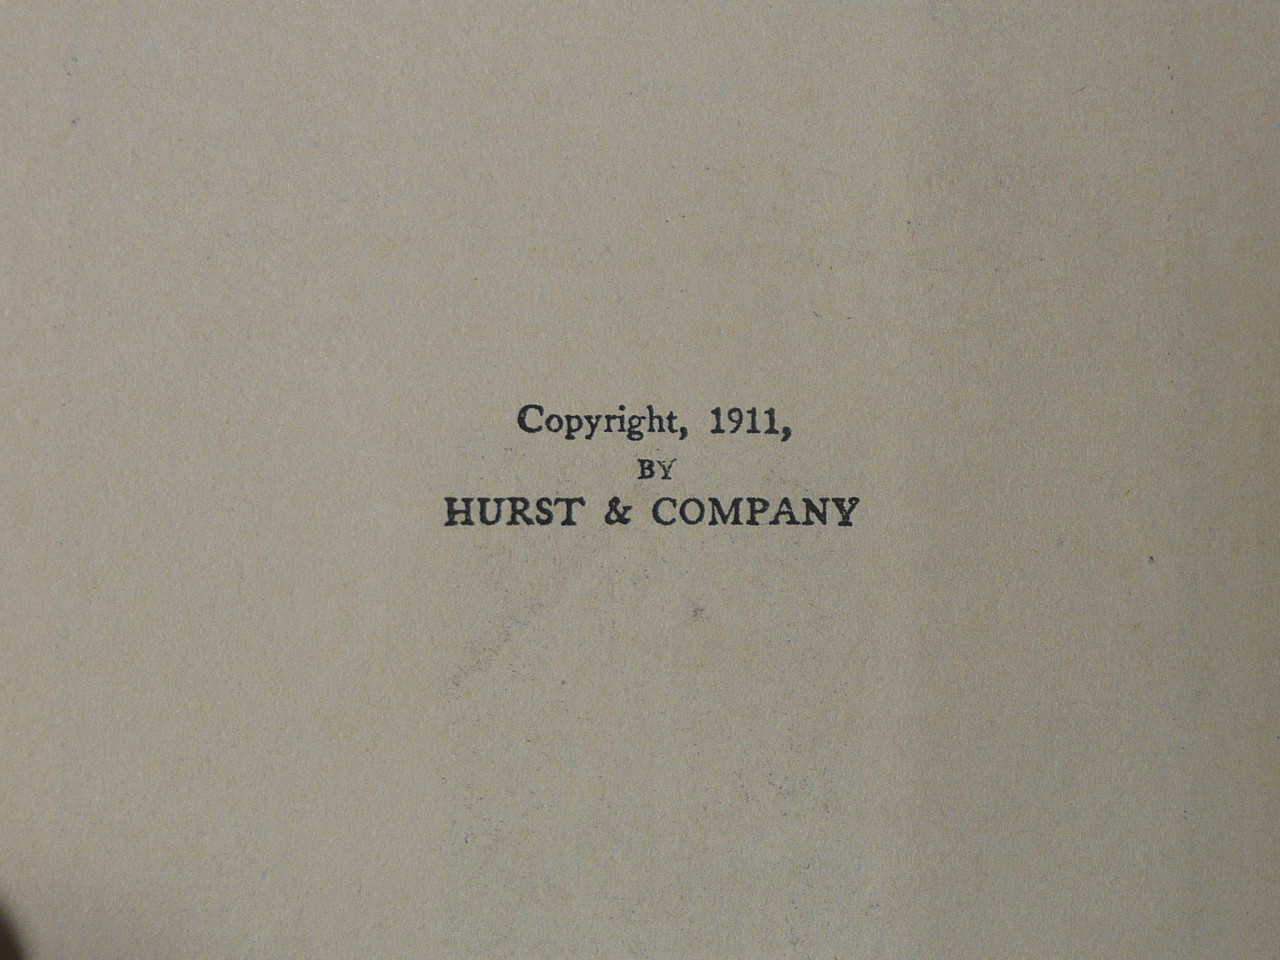 Copyright, 1911,
BY
HURST & COMPANY